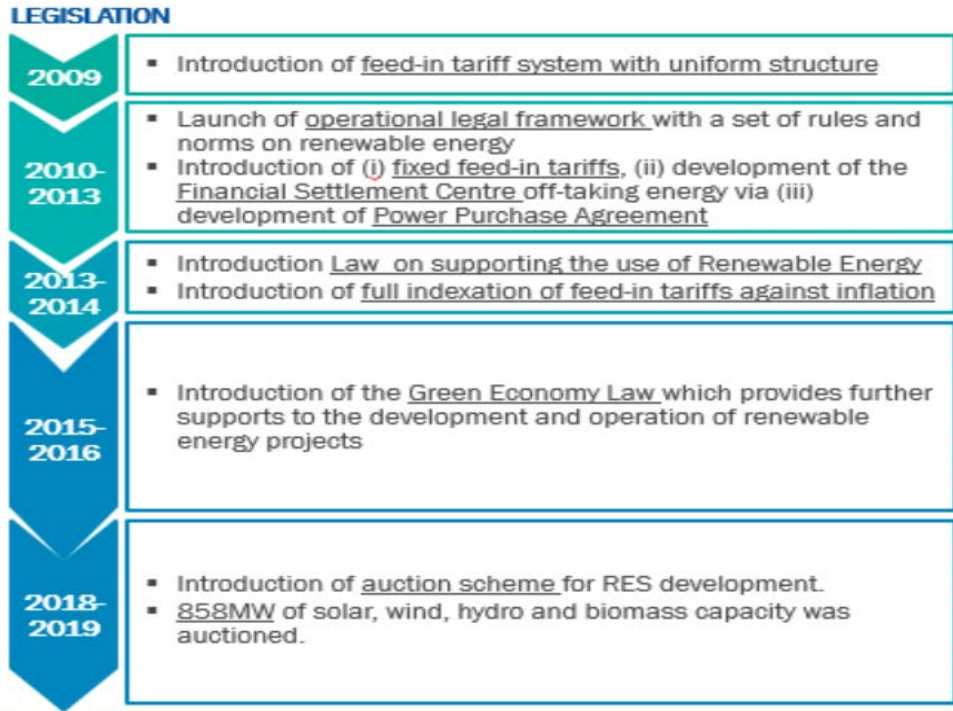 LEGISLATION
2009
▪ Introduction of feed-in tariff system with uniform structure
2010-
2013
▪ Launch of operational legal framework with a set of rules and
norms on renewable energy
▪ Introduction of (i) fixed feed-in tariffs, (ii) development of the
Financial Settlement Centre off-taking energy via (iii)
development of Power Purchase Agreement
2013-
2014
▪ Introduction Law on supporting the use of Renewable Energy
▪ Introduction of full indexation of feed-in tariffs against inflation
2015-
2016
▪ Introduction of the Green Economy Law which provides further
supports to the development and operation of renewable
energy projects
2018-
2019
▪ Introduction of auction scheme for RES development.
▪ 858MW of solar, wind, hydro and biomass capacity was
auctioned.